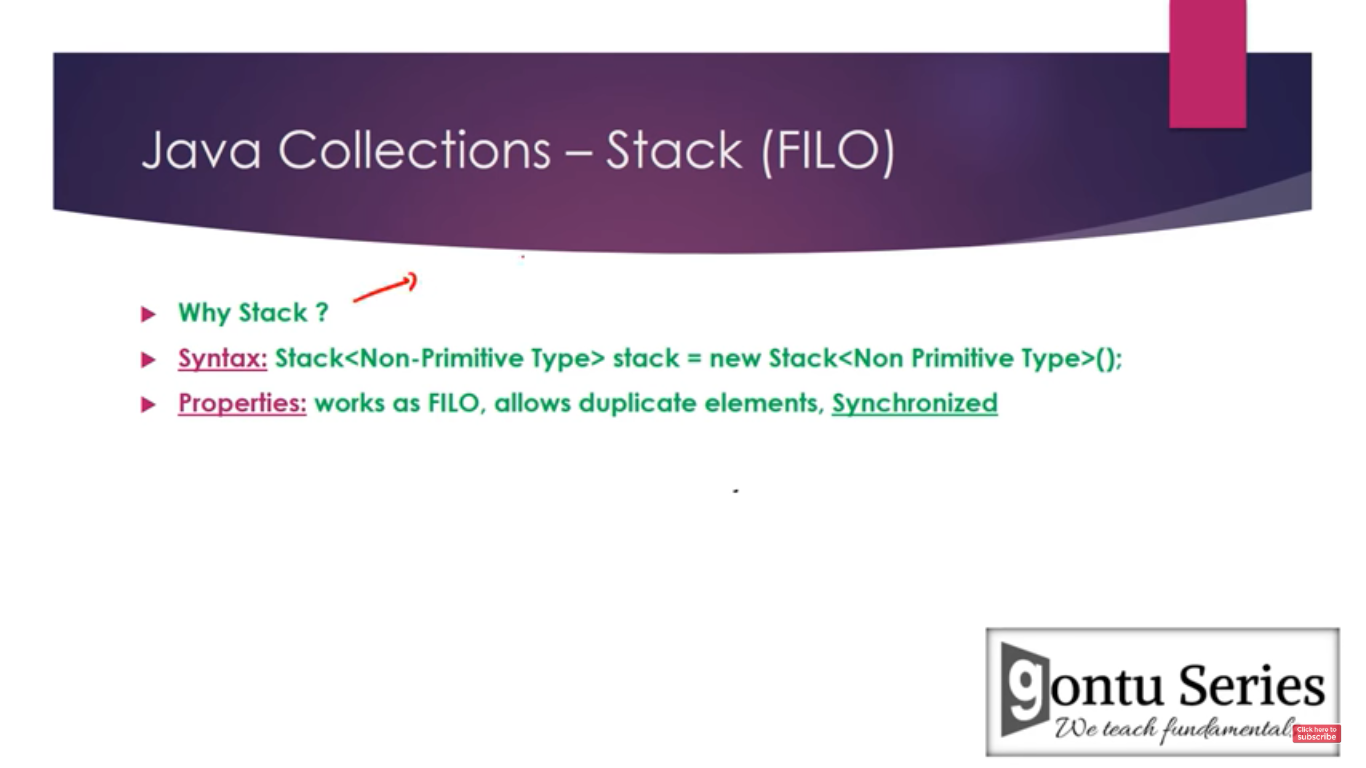 Java Collections – Stack (FILO)
Why Stack ?
Syntax: Stack<Non-Primitive Type> stack = new Stack<Non Primitive Type>();
Properties: works as FILO, allows duplicate elements, Synchronized
gontu Series
We teach fundamental
Click here to
subscribe